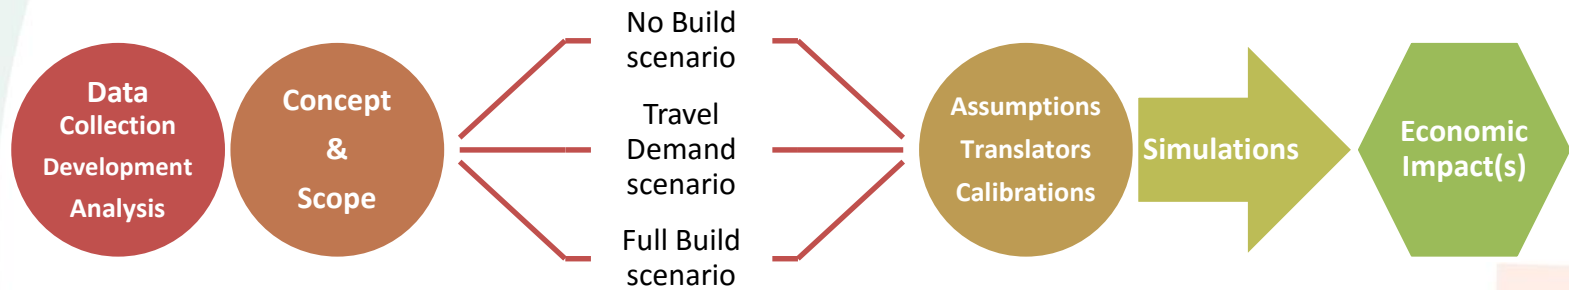 Data
Collection
Development
Analysis
Concept
&
Scope
No Build
scenario
Travel
Demand
scenario
Full Build
scenario
Assumptions
Translators
Calibrations
Simulations
Economic
Impact(s)